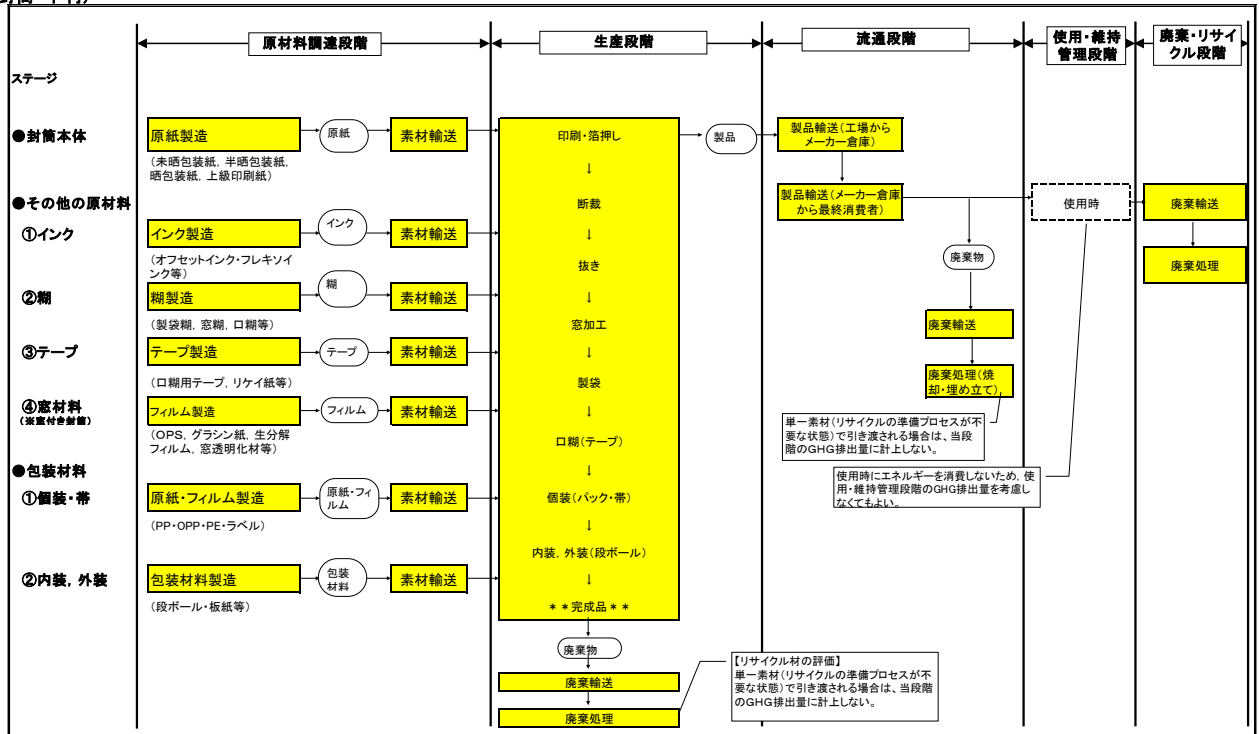 原材料調達段階
生産段階
流通段階
使用・維持
管理段階
廃棄・リサイ
クル段階
ステージ
●封筒本体
原紙製造
原紙
素材輸送
(未晒包装紙, 半晒包装紙,
晒包装紙, 上級印刷紙)
●その他の原材料
①インク
インク製造
インク
素材輸送
(オフセットインク・フレキソイ
ンク等)
②糊
糊製造
糊
素材輸送
(製袋糊, 窓糊, 口糊等)
③テープ
テープ製造
テープ
素材輸送
(口糊用テープ, リケイ紙等)
④窓材料
(※窓付き封筒)
フィルム製造
フィルム
素材輸送
(OPS, グラシン紙, 生分解
フィルム, 窓透明化材等)
●包装材料
①個装・帯
原紙・フィルム製造
原紙・フィ
ルム
素材輸送
(PP・OPP・PE・ラベル)
②内装, 外装
包装材料製造
包装
材料
素材輸送
(段ボール・板紙等)
印刷・箔押し
↓
断裁
↓
抜き
↓
窓加工
↓
製袋
↓
口糊(テープ)
↓
個装(パック・帯)
↓
内装, 外装(段ボール)
↓
**完成品**
廃棄物
廃棄輸送
廃棄処理
【リサイクル材の評価】
単一素材(リサイクルの準備プロセスが不
要な状態)で引き渡される場合は、当段階
のGHG排出量に計上しない。
製品
製品輸送(工場から
メーカー倉庫)
製品輸送(メーカー倉庫
から最終消費者)
廃棄物
廃棄輸送
廃棄処理(焼
却・埋め立て)
単一素材(リサイクルの準備プロセスが不
要な状態)で引き渡される場合は、当段
階のGHG排出量に計上しない。
使用時にエネルギーを消費しないため, 使
用・維持管理段階のGHG排出量を考慮し
なくてもよい。
使用時
廃棄輸送
廃棄処理